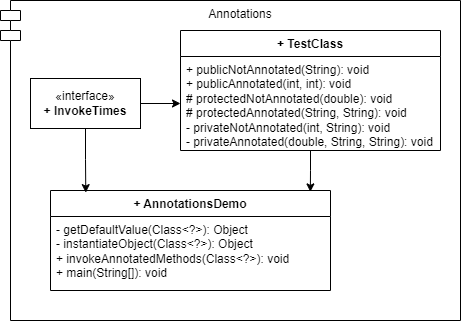 Annotations
+ TestClass
+ publicNotAnnotated(String): void
+ publicAnnotated(int, int): void
# protectedNotAnnotated(double): void
# protectedAnnotated(String, String): void
- privateNotAnnotated(int, String): void
- privateAnnotated(double, String, String): void
«interface»
+ InvokeTimes
+ AnnotationsDemo
- getDefaultValue(Class<?>): Object
- instantiateObject(Class<?>): Object
+ invokeAnnotatedMethods(Class<?>): void
+ main(String[]): void